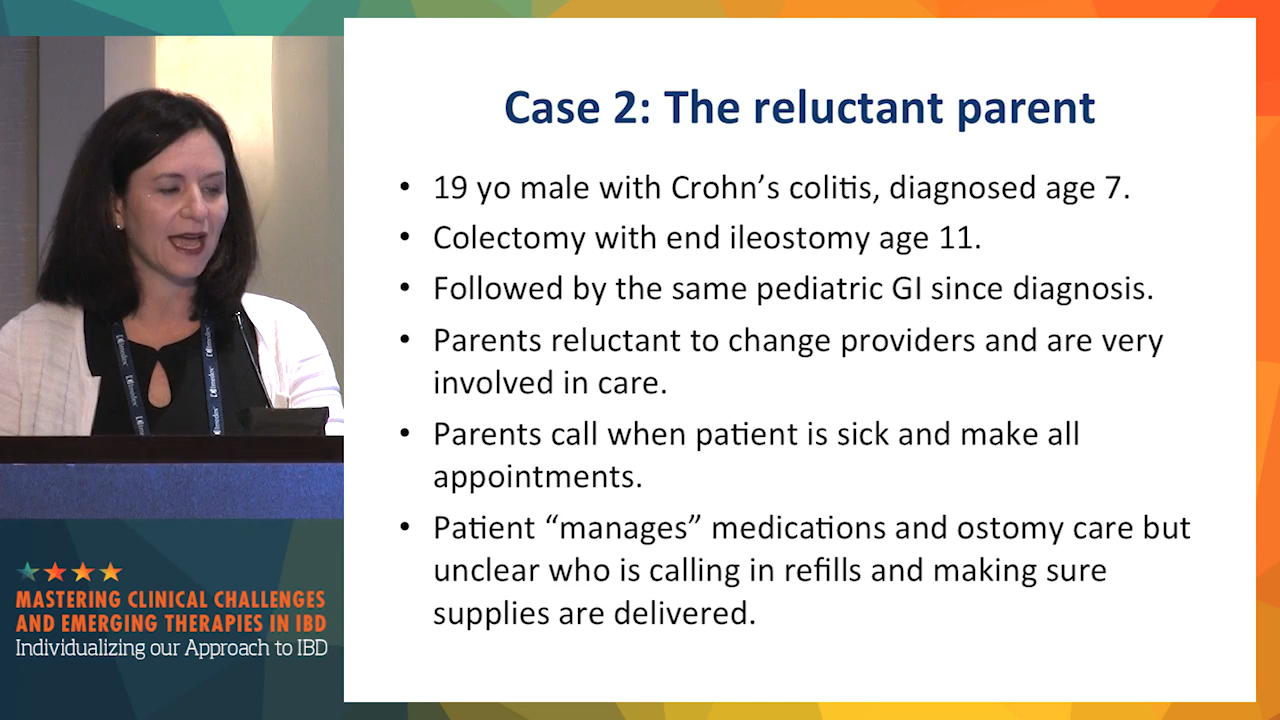 Case 2: The reluctant parent
• 19 yo male with Crohn’s colitis, diagnosed age 7.
• Colectomy with end ileostomy age 11.
• Followed by the same pediatric GI since diagnosis.
• Parents reluctant to change providers and are very
involved in care.
• Parents call when patient is sick and make all
appointments.
• Patient “manages” medications and ostomy care but
unclear who is calling in refills and making sure
supplies are delivered.
MASTERING CLINICAL CHALLENGES
AND EMERGING THERAPIES IN IBD
Individualizing our Approach to IBD